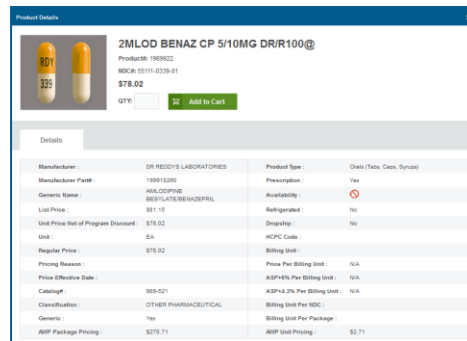 Product Details
2MLOD BENAZ CP 5/10MG DR/R100@
Product#: 1969922
NDC#: 55111-0339-01
$78.02
QTY: Add to Cart
RDY
339
Details
Manufacturer : DR REDDYS LABORATORIES Product Type : Orals (Tabs, Caps, Syrups)
Manufacturer Part# : Prescription : Yes
Generic Name : AMLODIPINE BESYLATE/BENAZEPRIL Availability :
List Price : $81.15 Refrigerated : No
Unit Price Net of Program Discount : $78.02 Dropship : No
Unit : EA HCPC Code :
Regular Price : $78.02 Billing Unit :
Pricing Reason : Price Per Billing Unit : N/A
Price Effective Date : ASP+6% Per Billing Unit : N/A
Catalog# : 909-521 ASP+4.3% Per Billing Unit : N/A
Classification : OTHER PHARMACEUTICAL Billing Unit Per NDC :
Generic : Yes Billing Unit Per Package :
AWP Package Pricing : $270.71 AWP Unit Pricing : $2.71